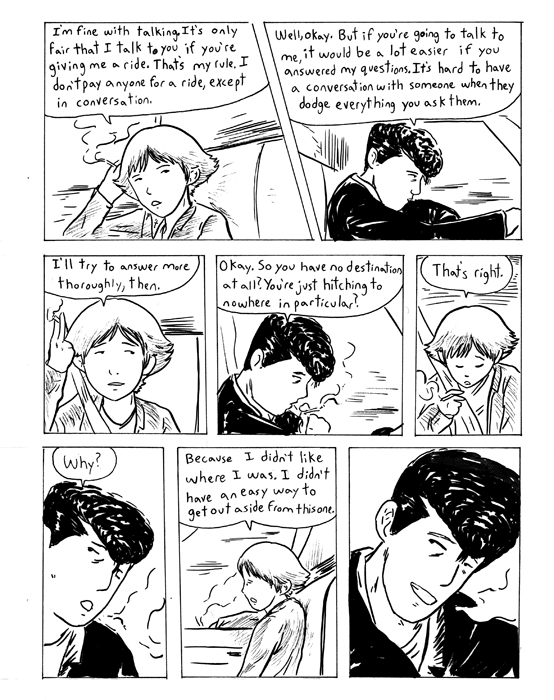 I'm fine with talking. It's only
fair that I talk to you if you're
giving me a ride. That's my rule. I
don't pay anyone for a ride, except
in conversation.
Well, okay. But if you're going to talk to
me, it would be a lot easier if you
answered my questions. It's hard to have
a conversation with someone when they
dodge everything you ask them.
I'll try to answer more
thoroughly, then.
Okay. So you have no destination
at all? You're just hitching to
nowhere in particular?
That's right.
Why?
Because I didn't like
where I was. I didn't
have an easy way to
get out aside from this one.